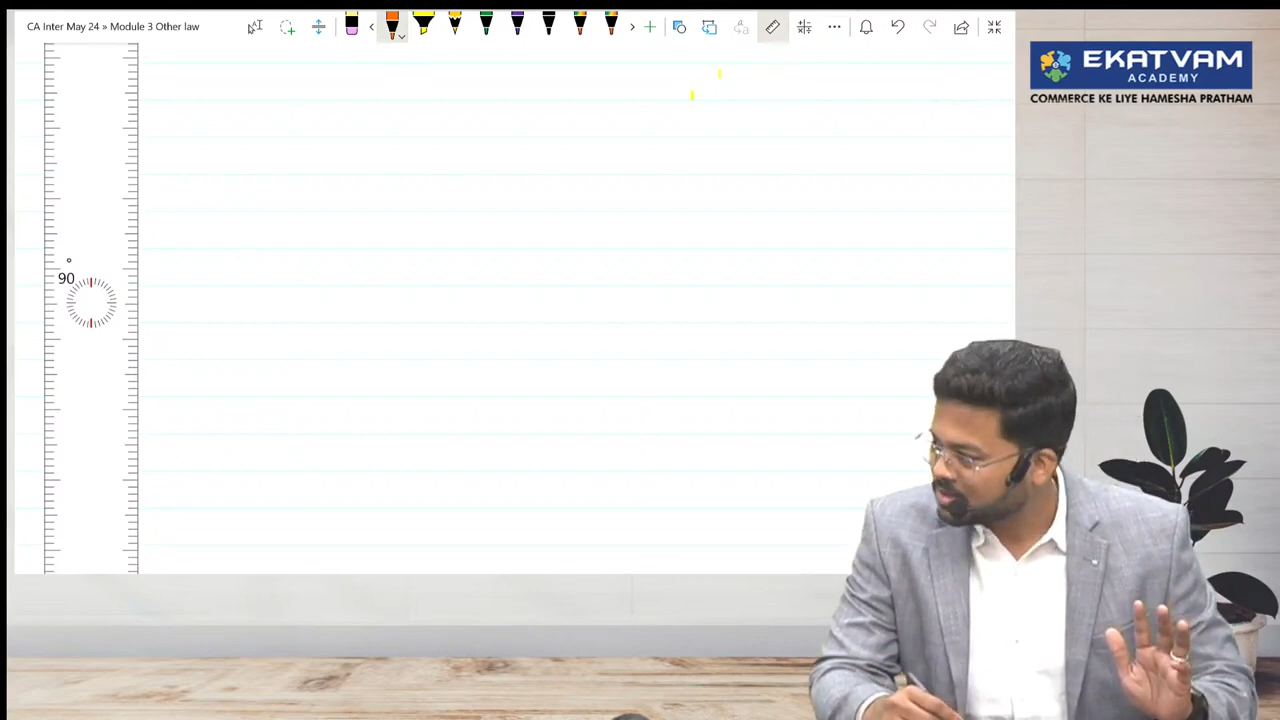 CA Inter May 24 » Module 3 Other law
EKATVAM
ACADEMY
COMMERCE KE LIYE HAMESHA PRATHAM
90°